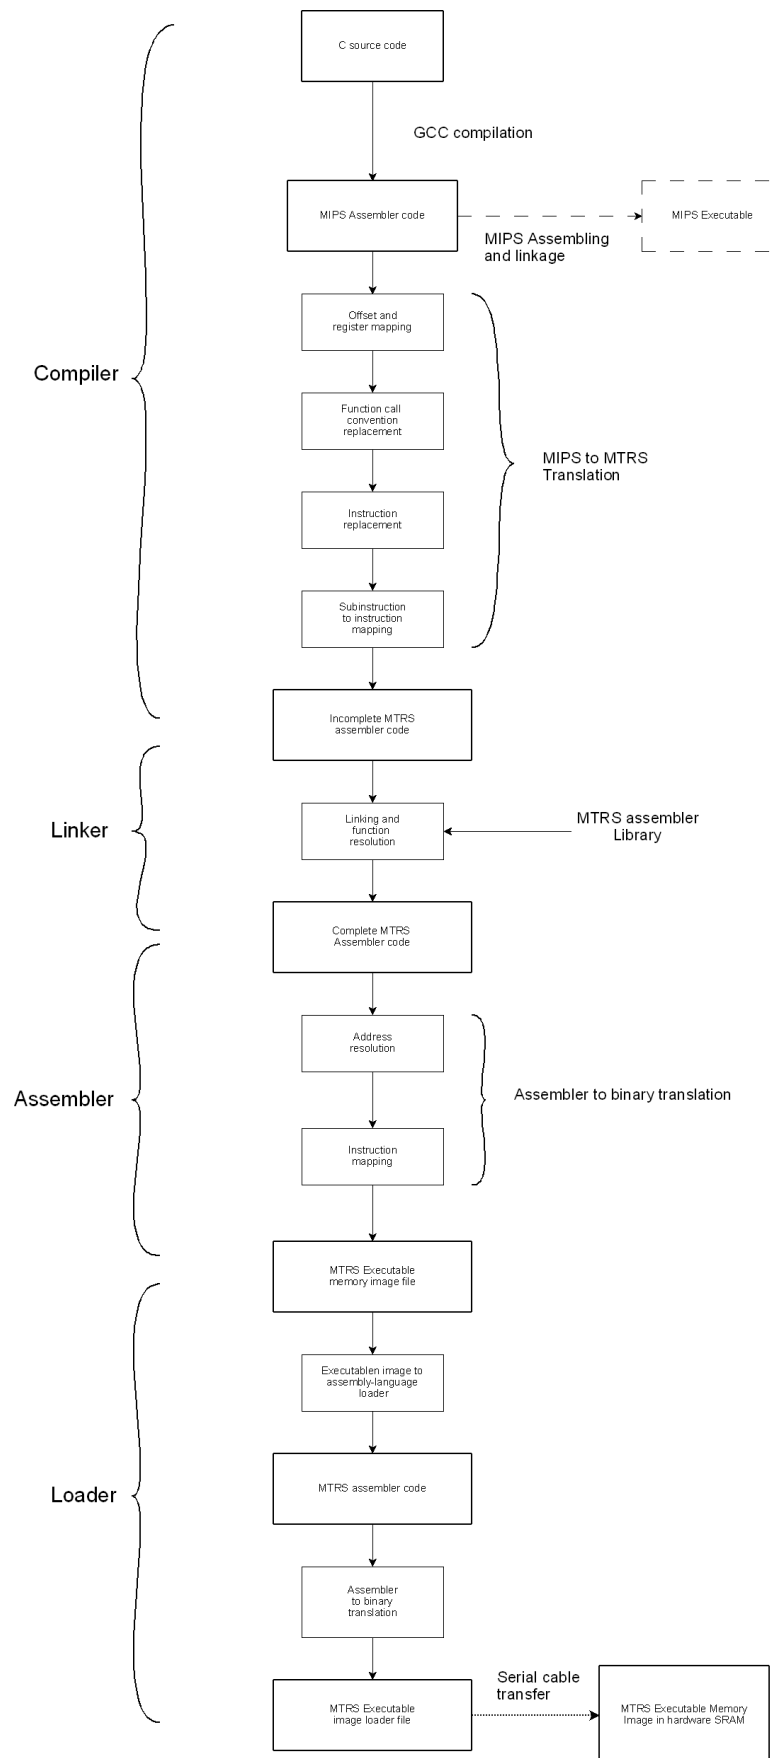 C source code
GCC compilation
MIPS Assembler code
MIPS Executable
MIPS Assembling
and linkage
Offset and
register mapping
Compiler
Function call
convention
replacement
MIPS to MTRS
Translation
Instruction
replacement
Subinstruction
to instruction
mapping
Incomplete MTRS
assembler code
Linker
Linking and
function
resolution
MTRS assembler
Library
Complete MTRS
Assembler code
Address
resolution
Assembler
Assembler to binary translation
Instruction
mapping
MTRS Executable
memory image file
Executablen image to
assembly-language
loader
Loader
MTRS assembler code
Assembler
to binary
translation
MTRS Executable
image loader file
Serial cable
transfer
MTRS Executable Memory
Image in hardware SRAM